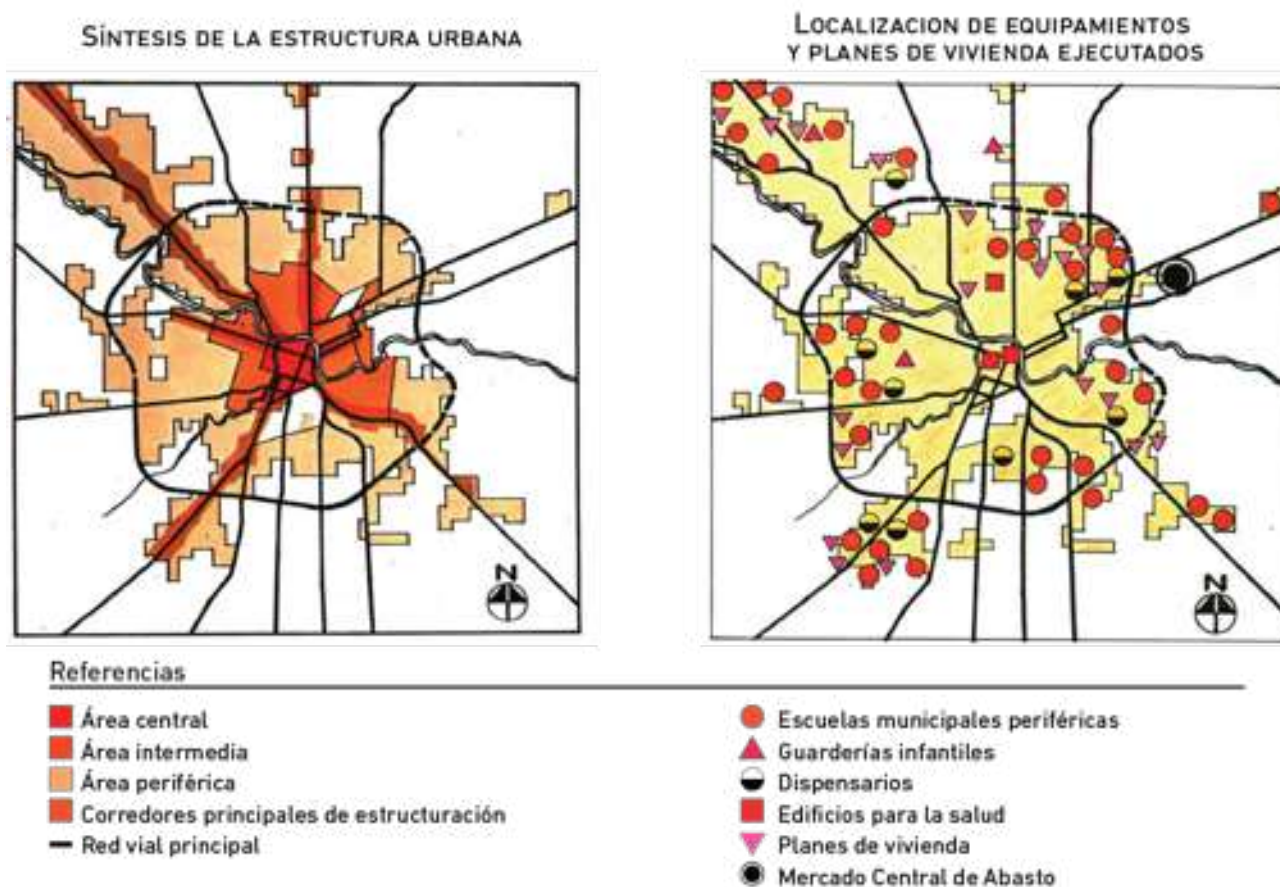 SÍNTESIS DE LA ESTRUCTURA URBANA
LOCALIZACION DE EQUIPAMIENTOS
Y PLANES DE VIVIENDA EJECUTADOS
N
N
Referencias
Área central
Área intermedia
Área periférica
Corredores principales de estructuración
Red vial principal
Escuelas municipales periféricas
Guarderías infantiles
Dispensarios
Edificios para la salud
Planes de vivienda
Mercado Central de Abasto